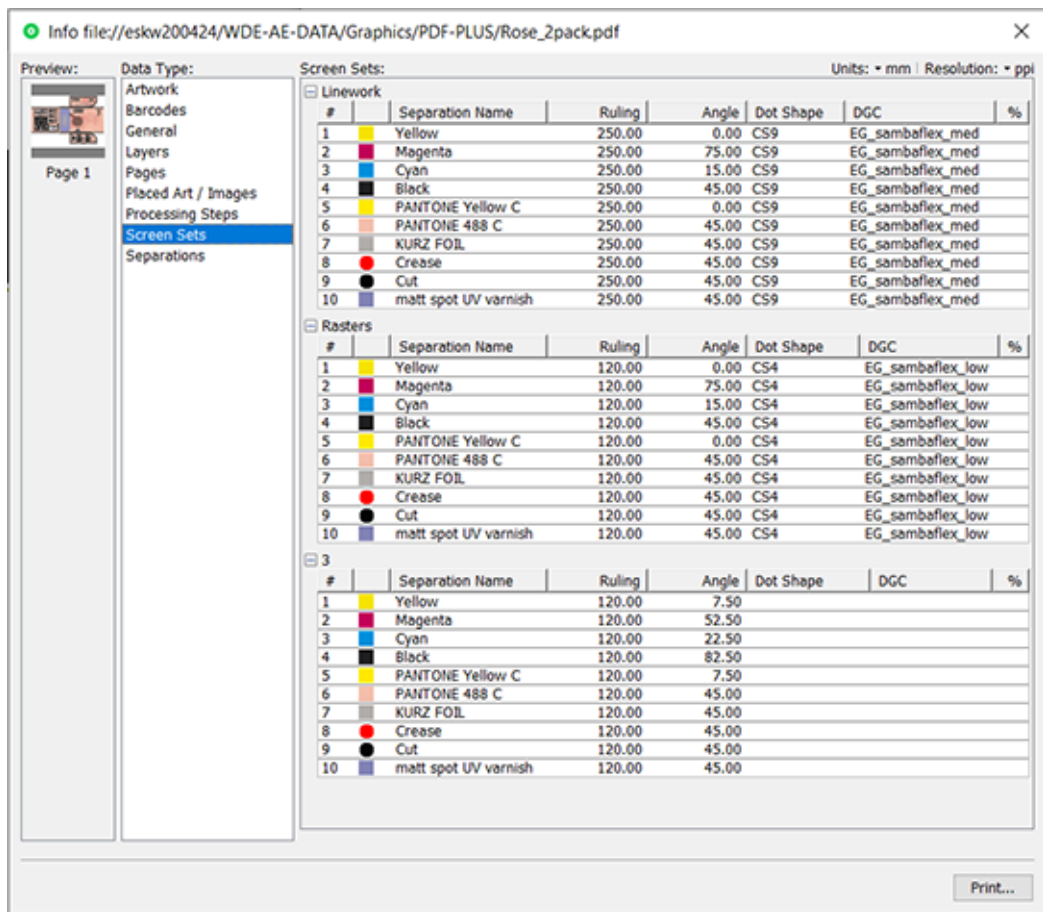 Info file://eskw200424/WDE-AE-DATA/Graphics/PDF-PLUS/Rose_2pack.pdf
Preview:
Page 1
Data Type:
Artwork
Barcodes
General
Layers
Pages
Placed Art / Images
Processing Steps
Screen Sets
Separations
Screen Sets: Units: mm Resolution: ppi
Linework
# Separation Name Ruling Angle Dot Shape DGC %
1 Yellow 250.00 0.00 CS9 EG_sambaflex_med
2 Magenta 250.00 75.00 CS9 EG_sambaflex_med
3 Cyan 250.00 15.00 CS9 EG_sambaflex_med
4 Black 250.00 45.00 CS9 EG_sambaflex_med
5 PANTONE Yellow C 250.00 0.00 CS9 EG_sambaflex_med
6 PANTONE 488 C 250.00 45.00 CS9 EG_sambaflex_med
7 KURZ FOIL 250.00 45.00 CS9 EG_sambaflex_med
8 Crease 250.00 45.00 CS9 EG_sambaflex_med
9 Cut 250.00 45.00 CS9 EG_sambaflex_med
10 matt spot UV varnish 250.00 45.00 CS9 EG_sambaflex_med
Rasters
# Separation Name Ruling Angle Dot Shape DGC %
1 Yellow 120.00 0.00 CS4 EG_sambaflex_low
2 Magenta 120.00 75.00 CS4 EG_sambaflex_low
3 Cyan 120.00 15.00 CS4 EG_sambaflex_low
4 Black 120.00 45.00 CS4 EG_sambaflex_low
5 PANTONE Yellow C 120.00 0.00 CS4 EG_sambaflex_low
6 PANTONE 488 C 120.00 45.00 CS4 EG_sambaflex_low
7 KURZ FOIL 120.00 45.00 CS4 EG_sambaflex_low
8 Crease 120.00 45.00 CS4 EG_sambaflex_low
9 Cut 120.00 45.00 CS4 EG_sambaflex_low
10 matt spot UV varnish 120.00 45.00 CS4 EG_sambaflex_low
3
# Separation Name Ruling Angle Dot Shape DGC %
1 Yellow 120.00 7.50
2 Magenta 120.00 52.50
3 Cyan 120.00 22.50
4 Black 120.00 82.50
5 PANTONE Yellow C 120.00 7.50
6 PANTONE 488 C 120.00 45.00
7 KURZ FOIL 120.00 45.00
8 Crease 120.00 45.00
9 Cut 120.00 45.00
10 matt spot UV varnish 120.00 45.00
Print...